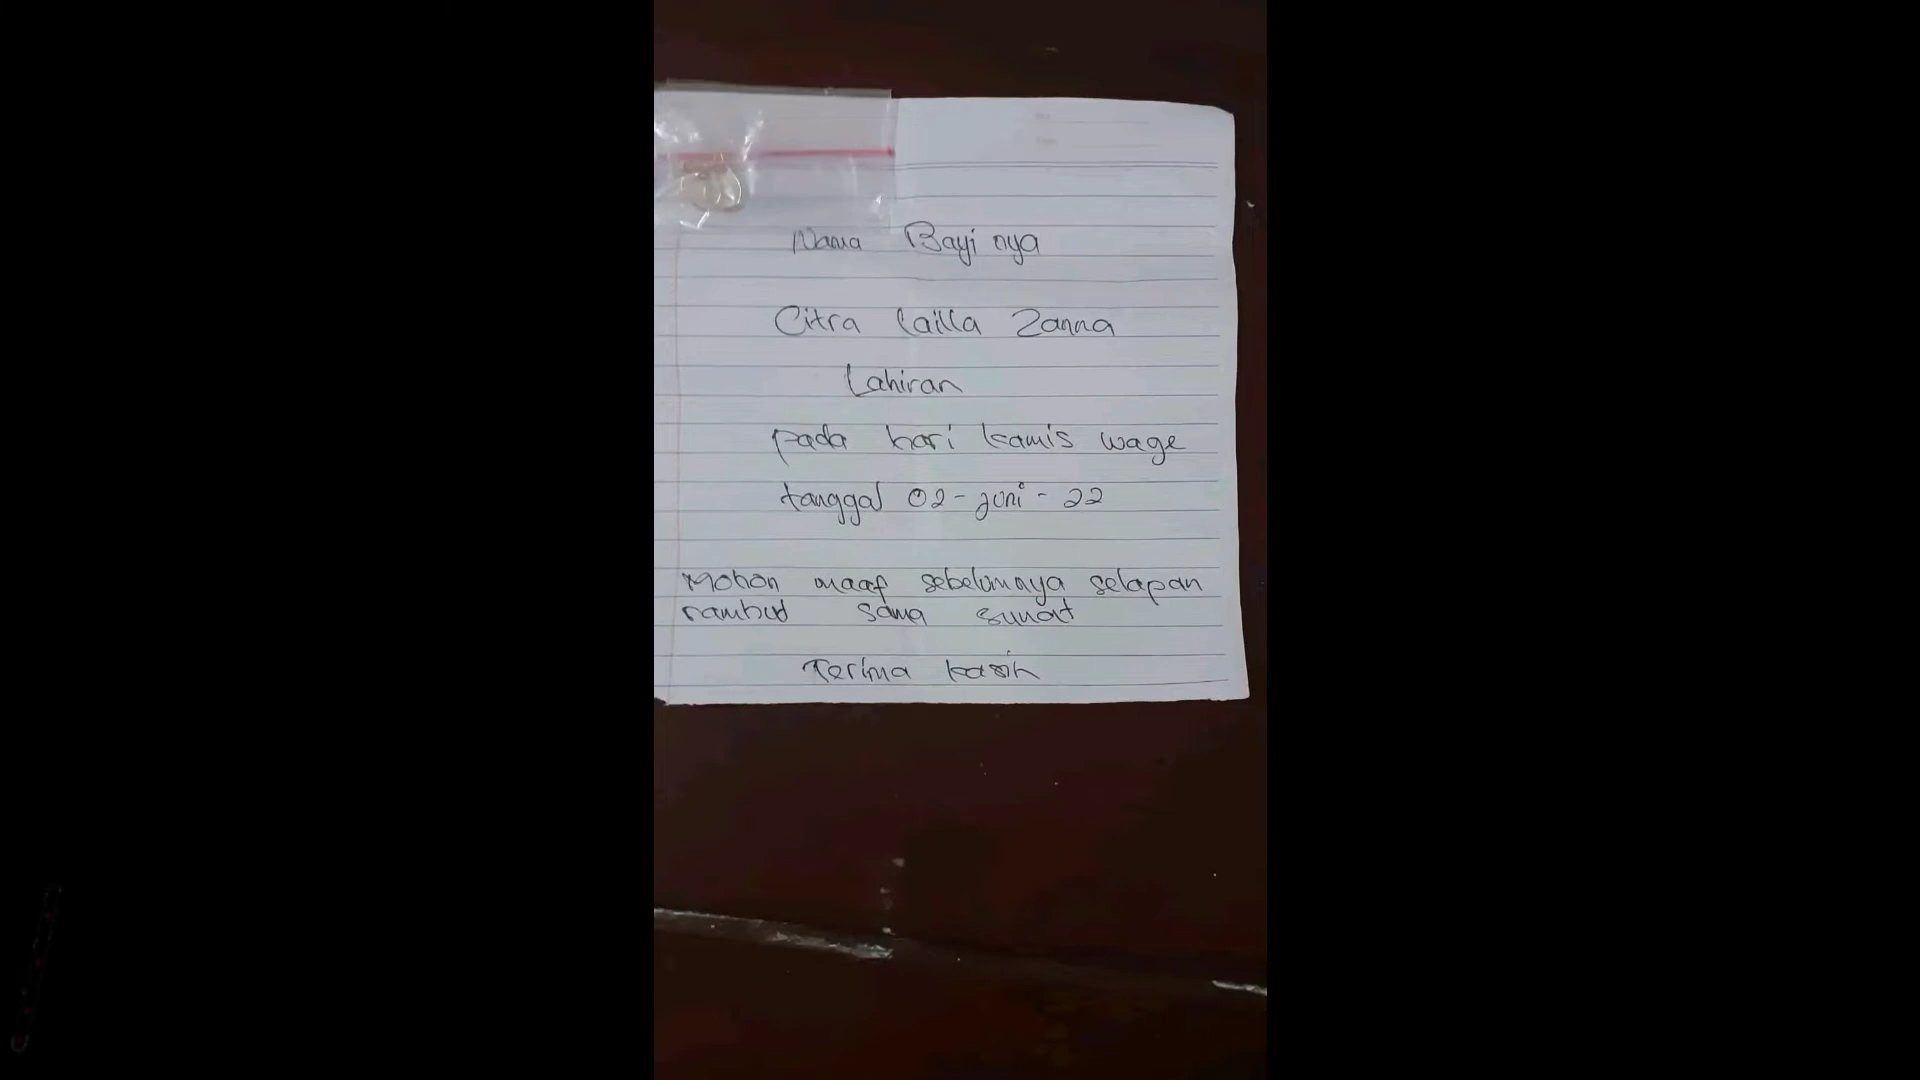 Nama Bayi nya
Citra Lailla Zanna
Lahiran
pada hari kamis wage
tanggal 02 - juni - 22
Mohon maaf sebelumnya selapan
rambut sama sunat
Terima kasih